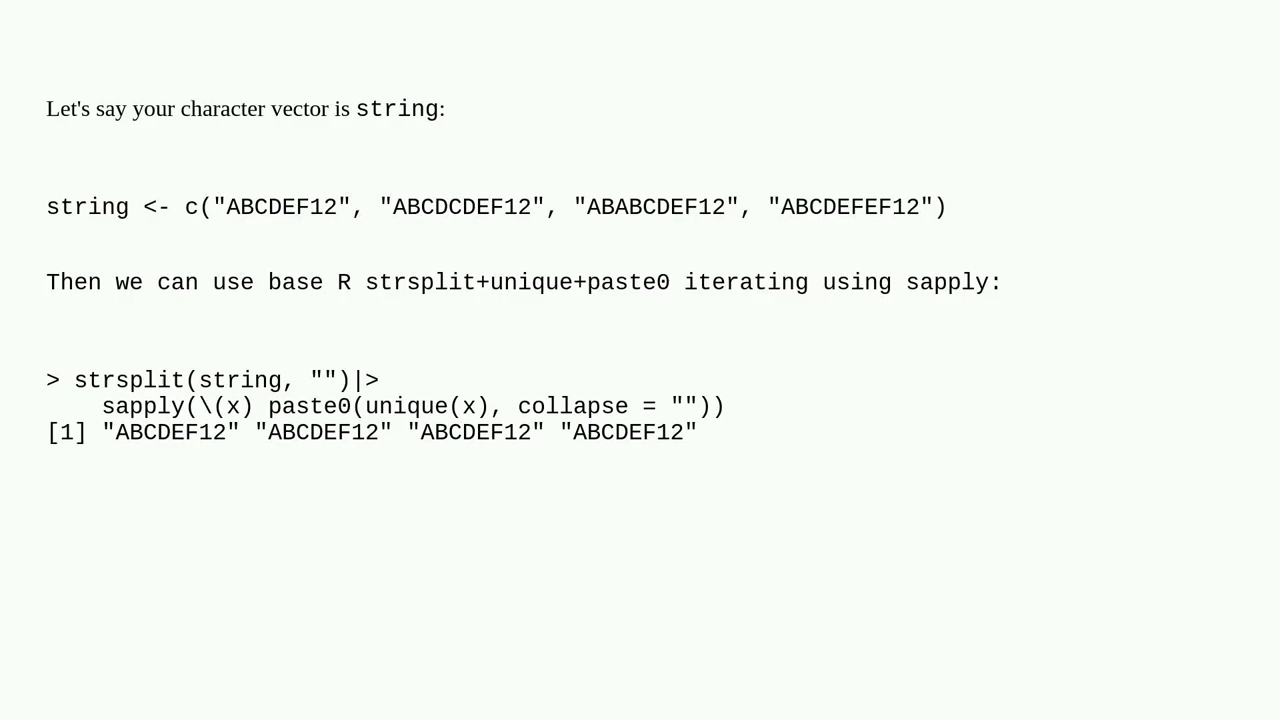 Let's say your character vector is string:
string <- c("ABCDEF12", "ABCDCDEF12", "ABABCDEF12", "ABCDEFEF12")
Then we can use base R strsplit+unique+paste0 iterating using sapply:
> strsplit(string, "")|>
    sapply(\(x) paste0(unique(x), collapse = ""))
[1] "ABCDEF12" "ABCDEF12" "ABCDEF12" "ABCDEF12"